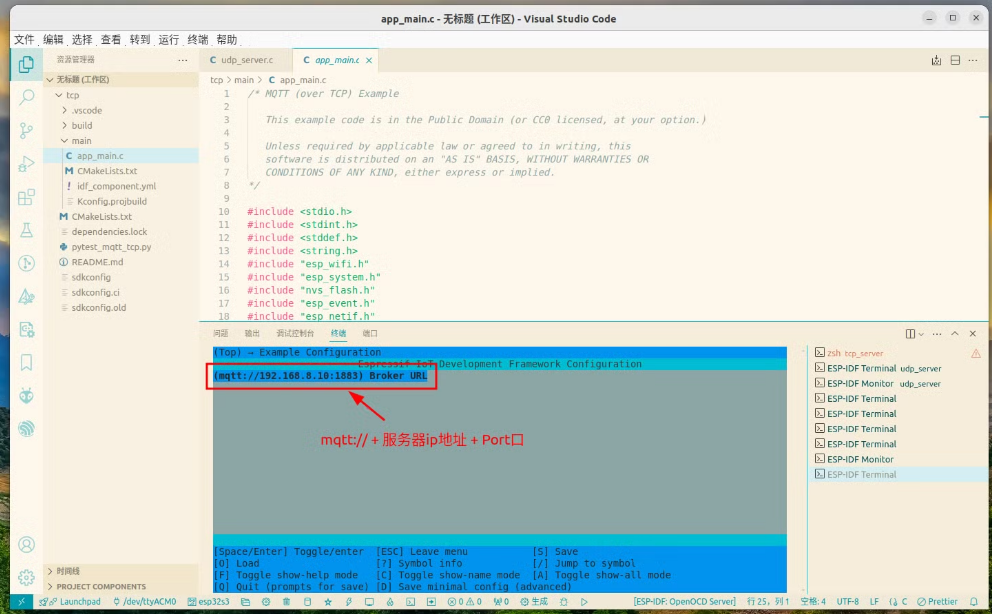 app_main.c - 无标题 (工作区) - Visual Studio Code
文件 编辑 选择 查看 转到 运行 终端 帮助
资源管理器
无标题 (工作区)
tcp
.vscode
build
main
C app_main.c
M CMakeLists.txt
! idf_component.yml
Kconfig.projbuild
M CMakeLists.txt
dependencies.lock
pytest_mqtt_tcp.py
README.md
sdkconfig
sdkconfig.ci
sdkconfig.old
时间线
PROJECT COMPONENTS
C udp_server.c
C app_main.c
tcp > main > C app_main.c
1 /* MQTT (over TCP) Example
2
3 This example code is in the Public Domain (or CC0 licensed, at your option.)
4
5 Unless required by applicable law or agreed to in writing, this
6 software is distributed on an "AS IS" BASIS, WITHOUT WARRANTIES OR
7 CONDITIONS OF ANY KIND, either express or implied.
8 */
9
10 #include <stdio.h>
11 #include <stdint.h>
12 #include <stddef.h>
13 #include <string.h>
14 #include "esp_wifi.h"
15 #include "esp_system.h"
16 #include "nvs_flash.h"
17 #include "esp_event.h"
18 #include "esp_netif.h"
问题 输出 调试控制台 终端 端口
(Top) → Example Configuration
Espressif IoT Development Framework Configuration
(mqtt://192.168.8.10:1883) Broker URL
mqtt:// + 服务器ip地址 + Port口
[Space/Enter] Toggle/enter [ESC] Leave menu [S] Save
[O] Load [?] Symbol info [/] Jump to symbol
[F] Toggle show-help mode [C] Toggle show-name mode [A] Toggle show-all mode
[Q] Quit (prompts for save) [D] Save minimal config (advanced)
zsh tcp_server
ESP-IDF Terminal udp_server
ESP-IDF Monitor udp_server
ESP-IDF Terminal
ESP-IDF Terminal
ESP-IDF Terminal
ESP-IDF Terminal
ESP-IDF Monitor
ESP-IDF Terminal
Launchpad /dev/ttyACM0 esp32s3 0 0 0 生成 [ESP-IDF: OpenOCD Server] 行 25, 列 1 空格: 4 UTF-8 LF {} C Prettier